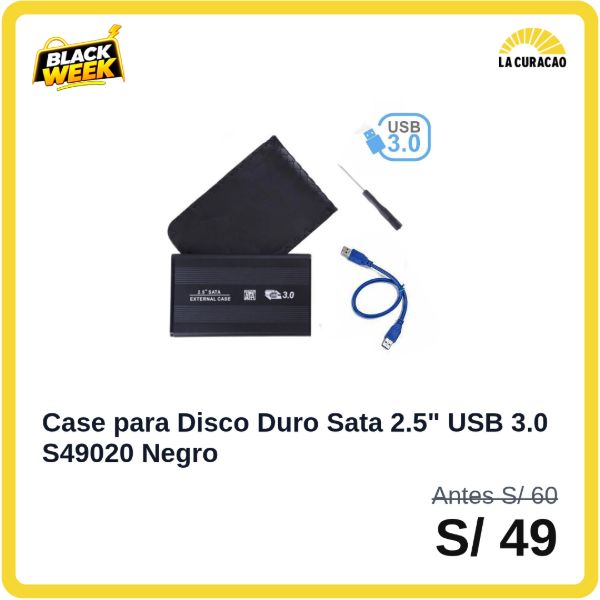 BLACK
WEEK
LA CURACAO
USB
3.0
2.5" SATA
EXTERNAL CASE
3.0
Case para Disco Duro Sata 2.5" USB 3.0
S49020 Negro
Antes S/ 60
S/ 49